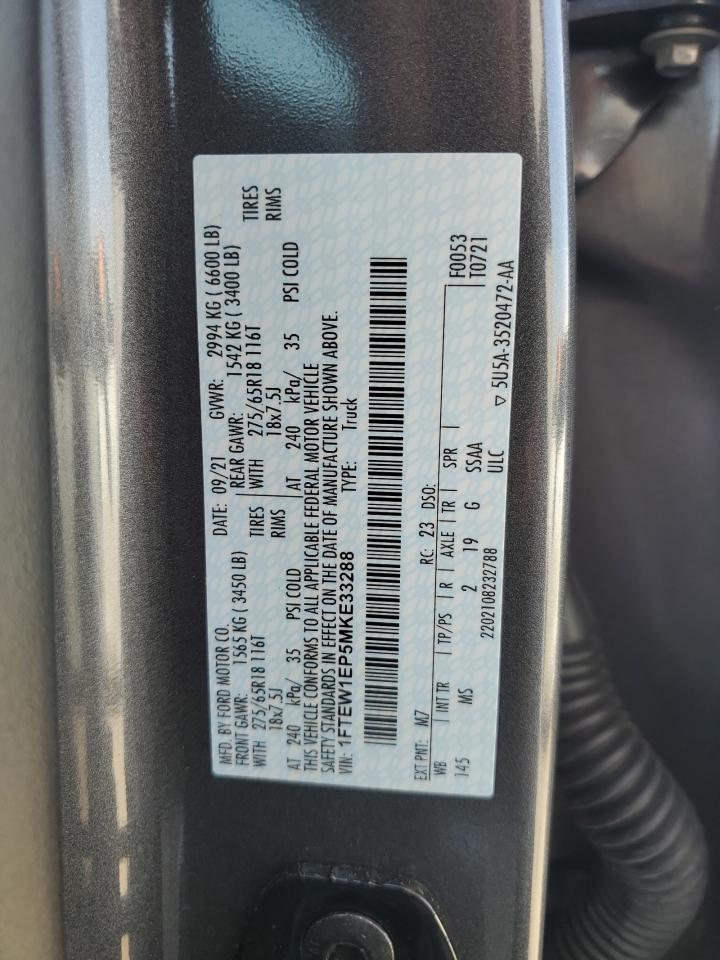 MFD. BY FORD MOTOR CO. DATE: 09/21 GVWR: 2994 KG ( 6600 LB)
FRONT GAWR: 1565 KG ( 3450 LB) REAR GAWR: 1542 KG ( 3400 LB)
WITH 275/65R18 116T TIRES WITH 275/65R18 116T TIRES
18x7.5J RIMS 18x7.5J RIMS
AT 240 kPa/ 35 PSI COLD AT 240 kPa/ 35 PSI COLD
THIS VEHICLE CONFORMS TO ALL APPLICABLE FEDERAL MOTOR VEHICLE
SAFETY STANDARDS IN EFFECT ON THE DATE OF MANUFACTURE SHOWN ABOVE.
VIN: 1FTEW1EP5MKE33288 TYPE: Truck
EXT PNT: M7 RC: 23 DSO: F0053
WB INT TR TP/PS R AXLE TR SPR T0721
145 MS 2 19 G SSAA
2202108232788 ULC ▽ 5U5A-3520472-AA